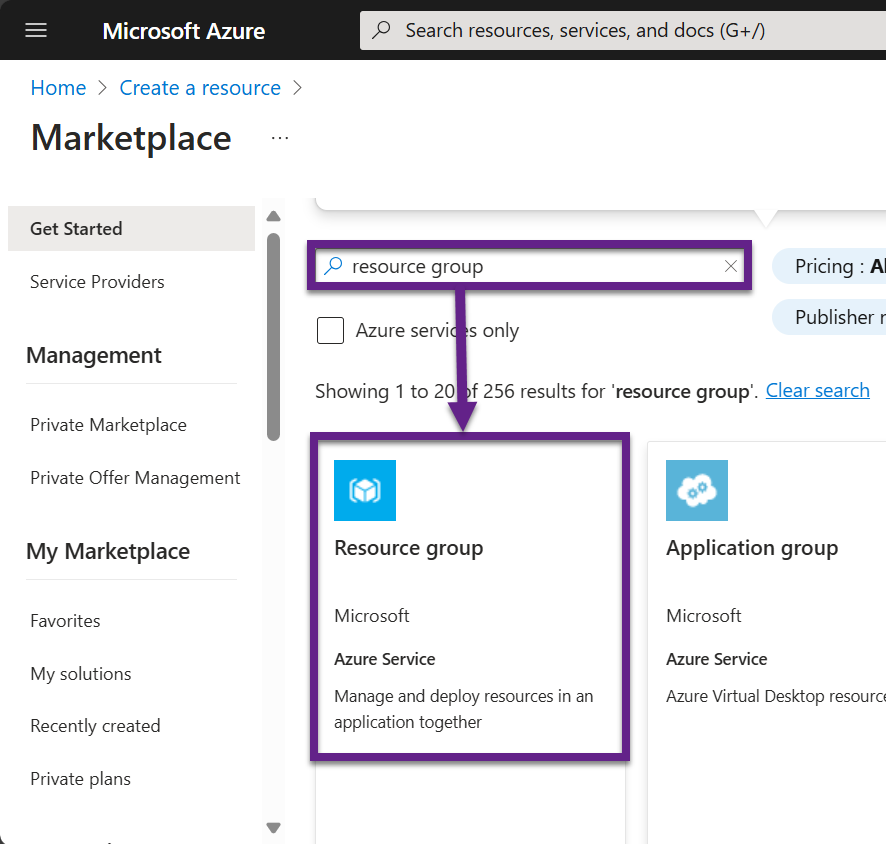 Microsoft Azure
Search resources, services, and docs (G+/)
Home > Create a resource >
Marketplace ...
Get Started
Service Providers
Management
Private Marketplace
Private Offer Management
My Marketplace
Favorites
My solutions
Recently created
Private plans
resource group
Pricing : Al
Azure services only
Publisher n
Showing 1 to 20 of 256 results for 'resource group'. Clear search
Resource group
Microsoft
Azure Service
Manage and deploy resources in an
application together
Application group
Microsoft
Azure Service
Azure Virtual Desktop resource